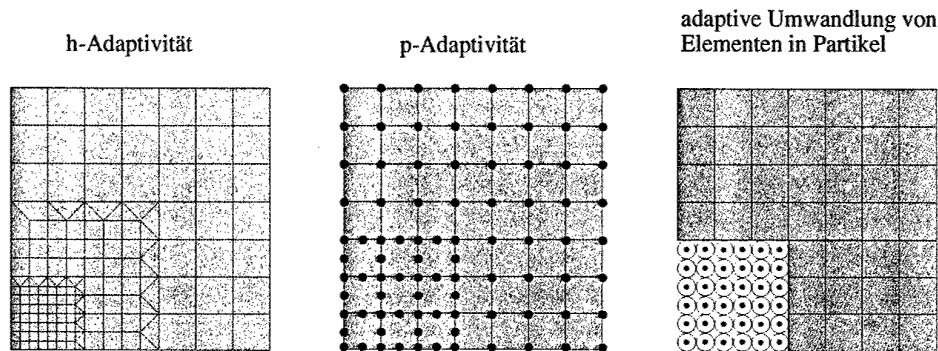 h-Adaptivität
p-Adaptivität
adaptive Umwandlung von
Elementen in Partikel